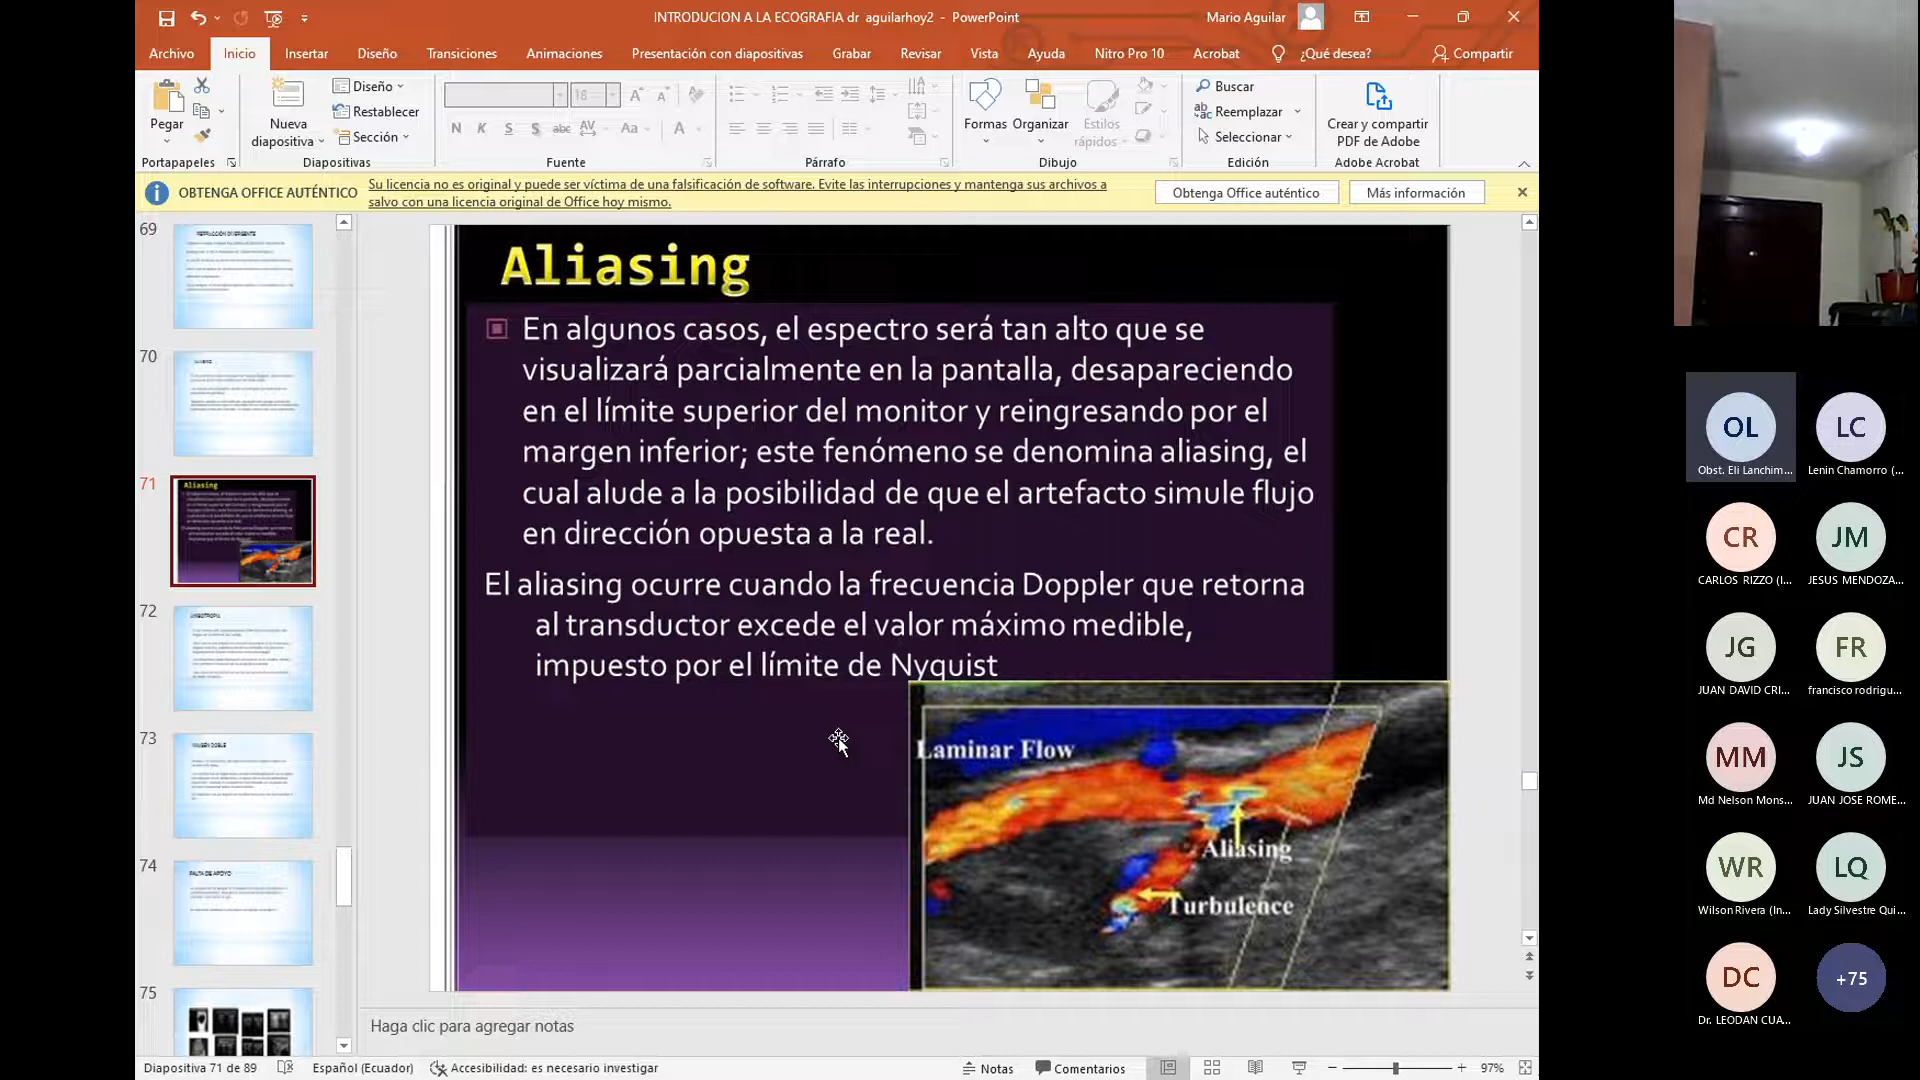 INTRODUCION A LA ECOGRAFIA dr aguilarhoy2 - PowerPoint
Mario Aguilar
Archivo Inicio Insertar Diseño Transiciones Animaciones Presentación con diapositivas Grabar Revisar Vista Ayuda Nitro Pro 10 Acrobat ¿Qué desea? Compartir
Pegar
Nueva
diapositiva
Diseño
Restablecer
Sección
18
N K S S abc AV Aa A
Formas
Organizar
Estilos
rápidos
Buscar
Reemplazar
Seleccionar
Crear y compartir
PDF de Adobe
Portapapeles Diapositivas Fuente Párrafo Dibujo Edición Adobe Acrobat
OBTENGA OFFICE AUTÉNTICO
Su licencia no es original y puede ser víctima de una falsificación de software. Evite las interrupciones y mantenga sus archivos a
salvo con una licencia original de Office hoy mismo.
Obtenga Office auténtico
Más información
69
70
71
Aliasing
72
73
74
FALTA DE APOYO
75
Aliasing
En algunos casos, el espectro será tan alto que se
visualizará parcialmente en la pantalla, desapareciendo
en el límite superior del monitor y reingresando por el
margen inferior; este fenómeno se denomina aliasing, el
cual alude a la posibilidad de que el artefacto simule flujo
en dirección opuesta a la real.
El aliasing ocurre cuando la frecuencia Doppler que retorna
al transductor excede el valor máximo medible,
impuesto por el límite de Nyquist
Laminar Flow
Aliasing
Turbulence
Haga clic para agregar notas
Diapositiva 71 de 89
Español (Ecuador)
Accesibilidad: es necesario investigar
Notas
Comentarios
97%
OL
Obst. Eli Lanchim...
LC
Lenin Chamorro (...
CR
CARLOS RIZZO (I...
JM
JESUS MENDOZA...
JG
JUAN DAVID CRI...
FR
francisco rodrigu...
MM
Md Nelson Mons...
JS
JUAN JOSE ROME...
WR
Wilson Rivera (In...
LQ
Lady Silvestre Qui...
DC
Dr. LEODAN CUA...
+75